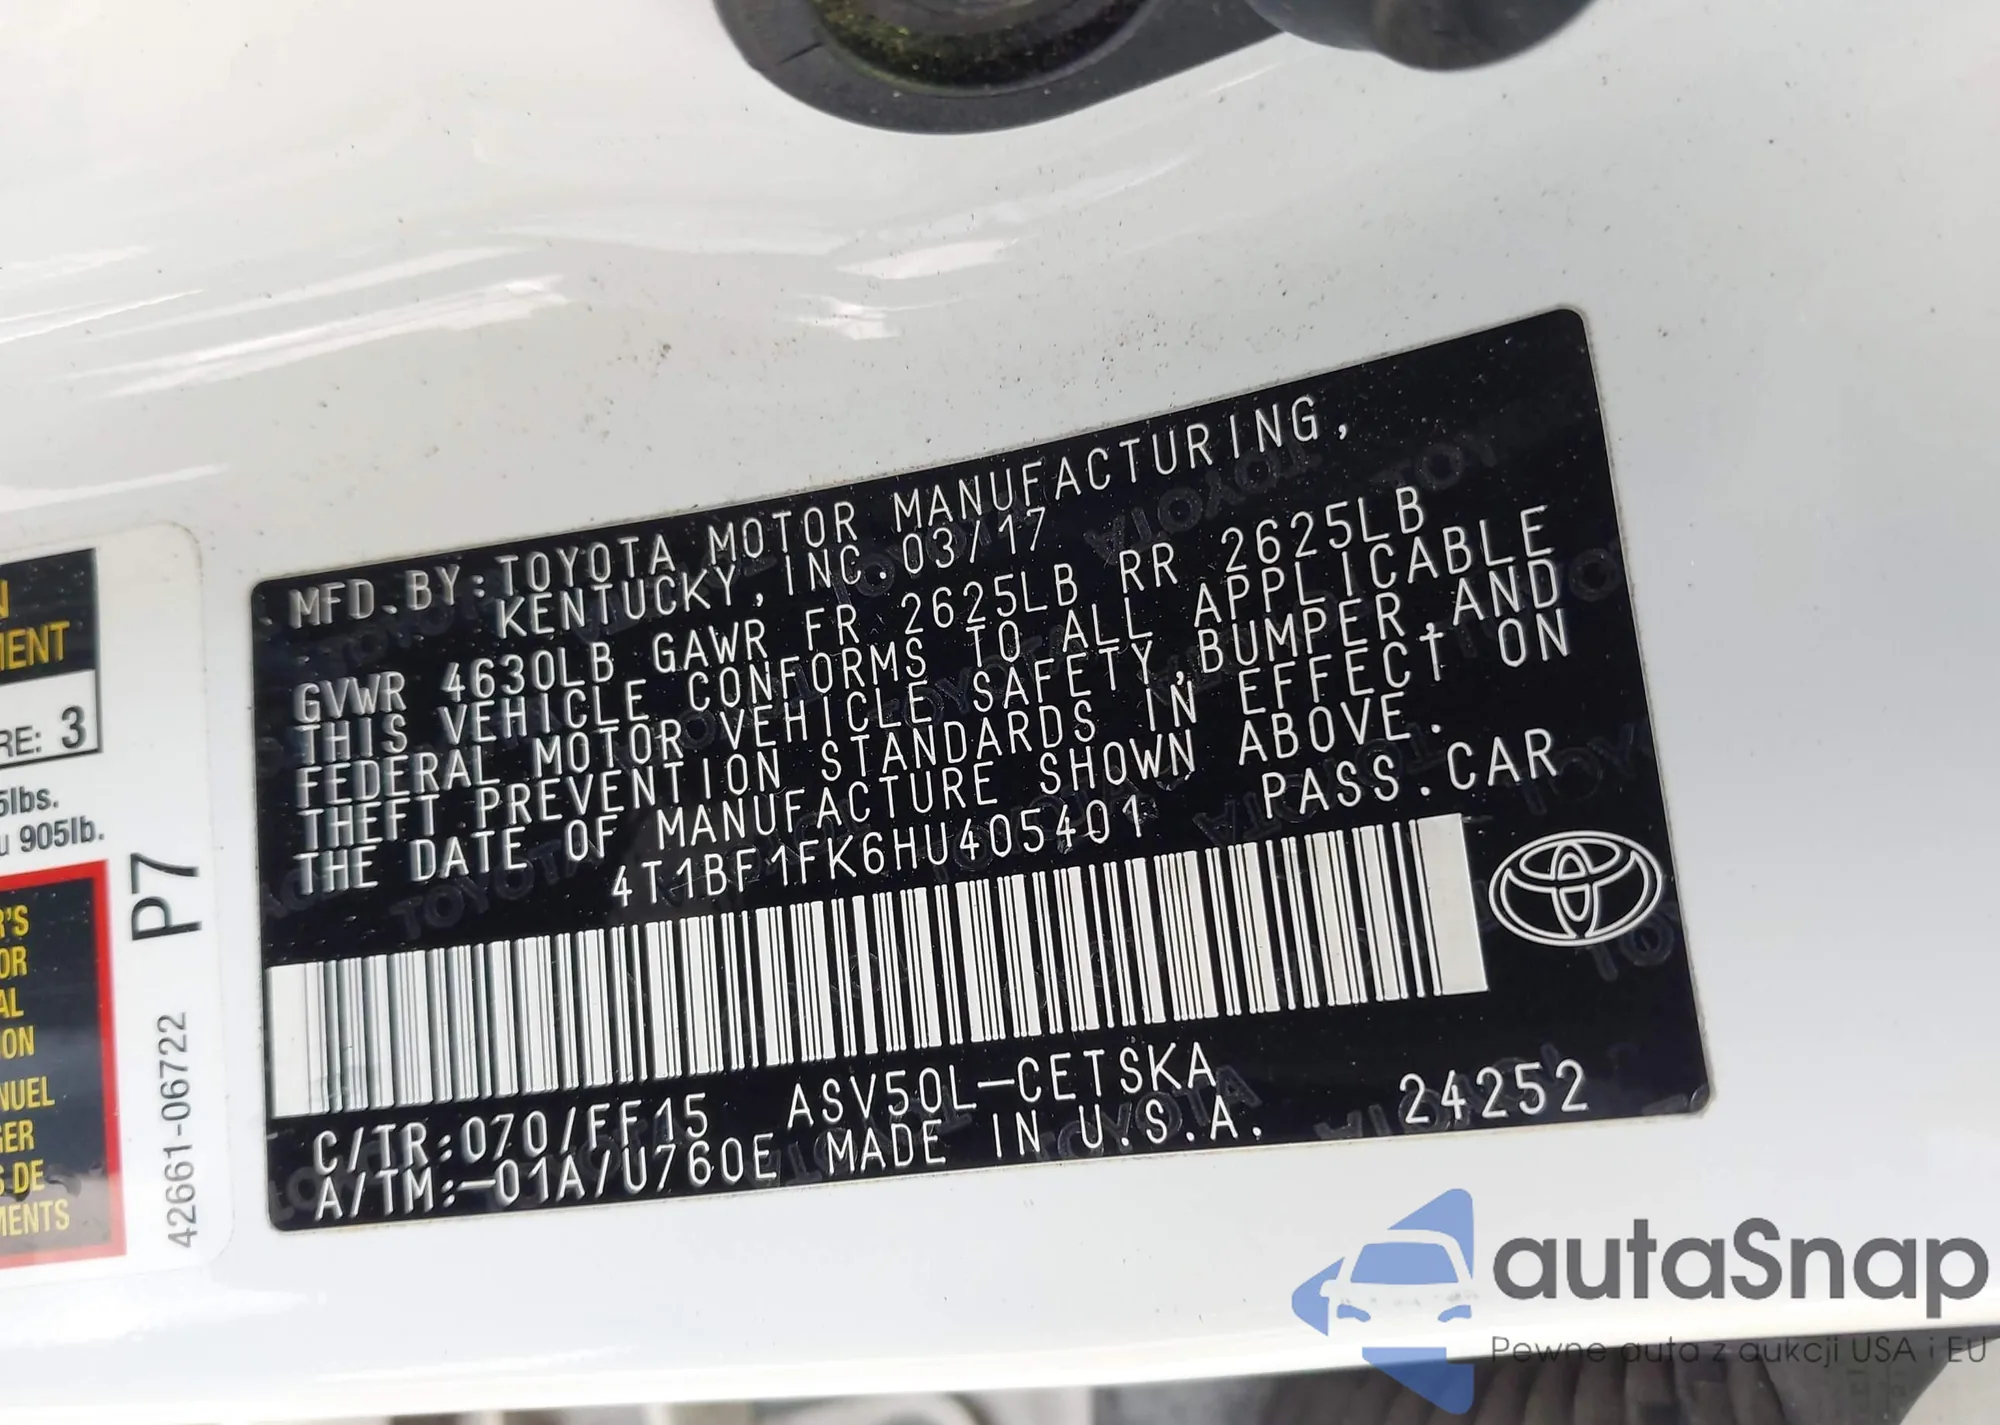 MFD.BY:TOYOTA MOTOR MANUFACTURING,
KENTUCKY, INC. 03/17
GVWR 4630LB GAWR FR 2625LB RR 2625LB
THIS VEHICLE CONFORMS TO ALL APPLICABLE
FEDERAL MOTOR VEHICLE SAFETY, BUMPER, AND
THEFT PREVENTION STANDARDS IN EFFECT ON
THE DATE OF MANUFACTURE SHOWN ABOVE.
4T1BF1FK6HU405401 PASS.CAR
C/TR:070/FF15 ASV50L-CETSKA
A/TM:-01A/U760E MADE IN U.S.A. 24252
RE: 3
5lbs.
905lb.
P7
42661-06722
autaSnap
Pewne auta z aukcji USA i EU